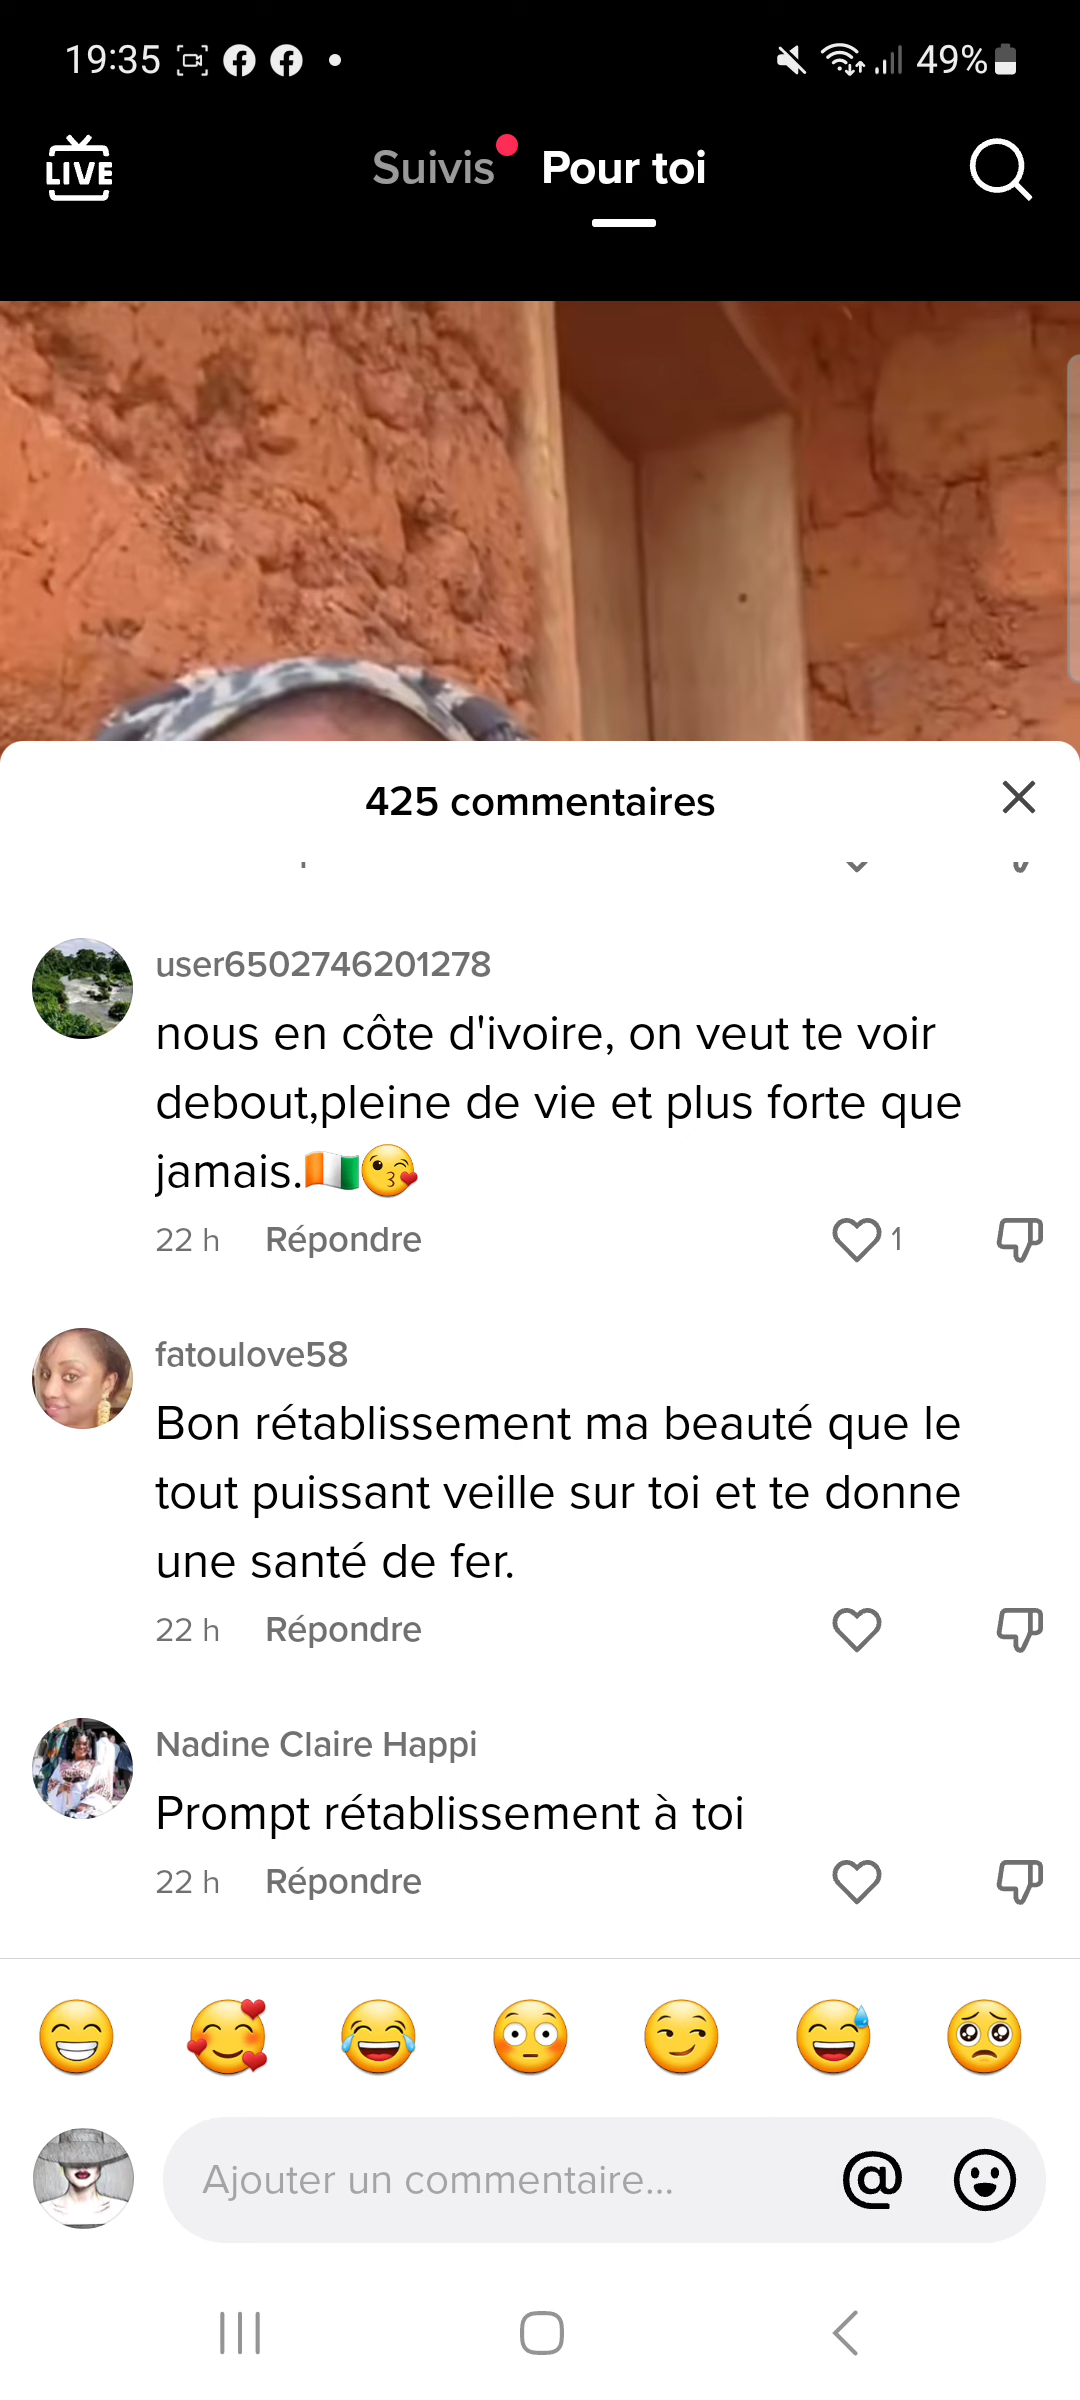 19:35
49%
LIVE
Suivis Pour toi
425 commentaires
user6502746201278
nous en côte d'ivoire, on veut te voir
debout,pleine de vie et plus forte que
jamais.🇨🇮😘
22 h Répondre 1
fatoulove58
Bon rétablissement ma beauté que le
tout puissant veille sur toi et te donne
une santé de fer.
22 h Répondre
Nadine Claire Happi
Prompt rétablissement à toi
22 h Répondre
Ajouter un commentaire... @